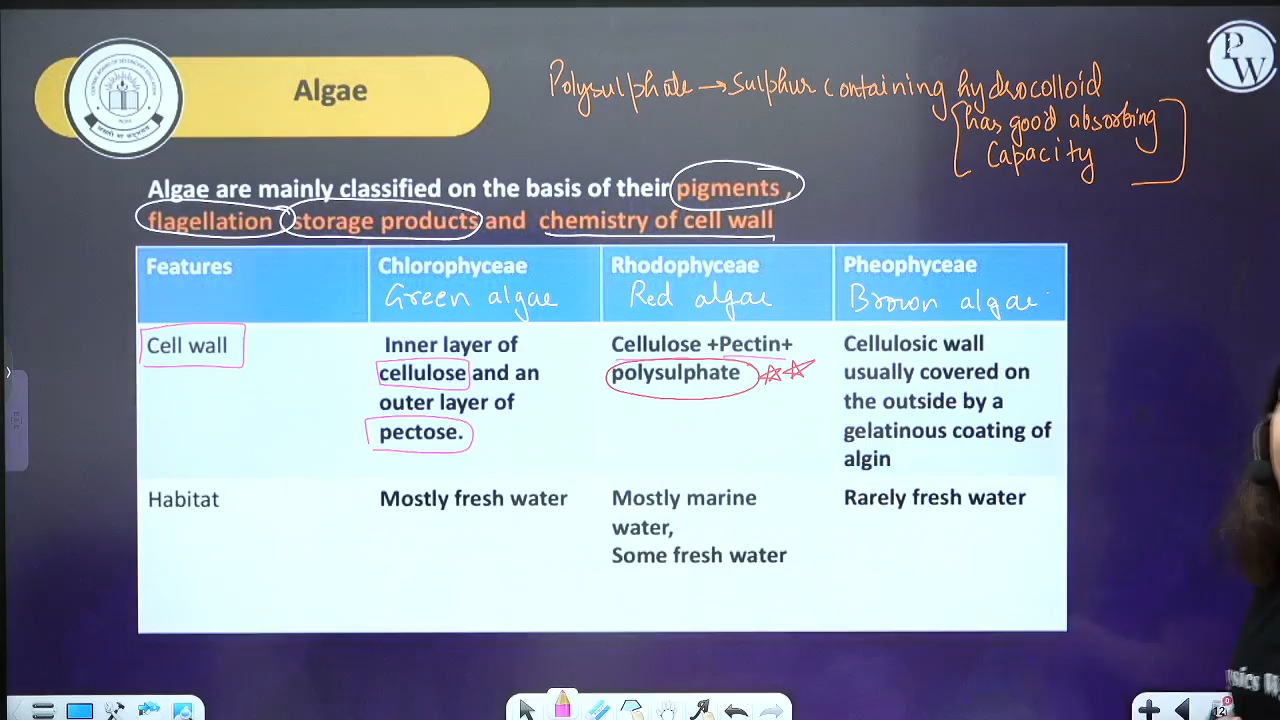 Algae
Polysulphate → Sulphur containing hydrocolloid
has good absorbing
Capacity
PW
Algae are mainly classified on the basis of their pigments ,
flagellation storage products and chemistry of cell wall
Features
Chlorophyceae
Green algae
Rhodophyceae
Red algae
Pheophyceae
Brown algae
Cell wall
Inner layer of
cellulose and an
outer layer of
pectose.
Cellulose +Pectin+
polysulphate
Cellulosic wall
usually covered on
the outside by a
gelatinous coating of
algin
Habitat
Mostly fresh water
Mostly marine
water,
Some fresh water
Rarely fresh water